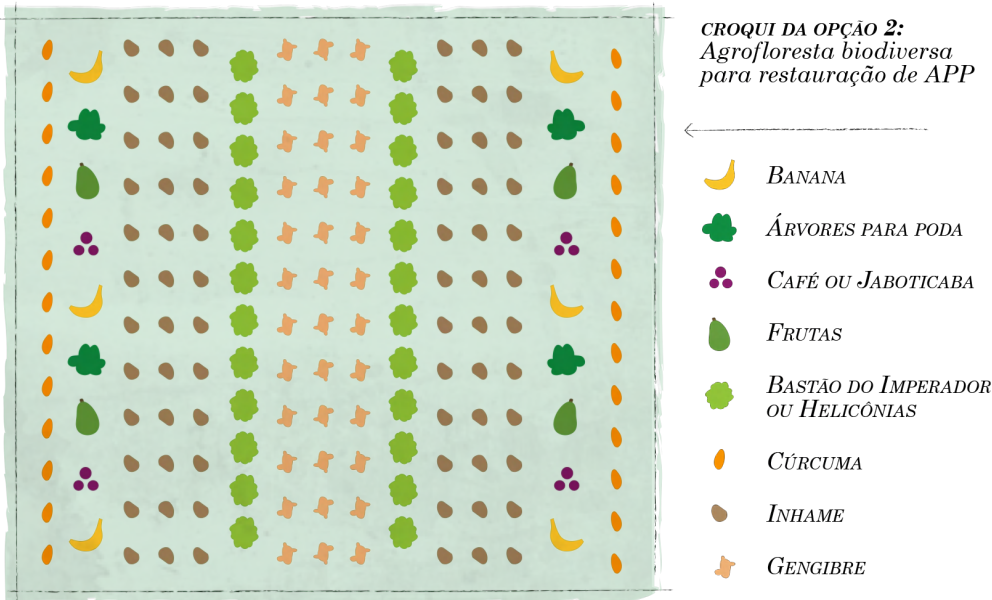 CROQUI DA OPÇÃO 2:
Agrofloresta biodiversa
para restauração de APP
BANANA
ÁRVORES PARA PODA
CAFÉ OU JABOTICABA
FRUTAS
BASTÃO DO IMPERADOR
OU HELICÔNIAS
CÚRCUMA
INHAME
GENGIBRE